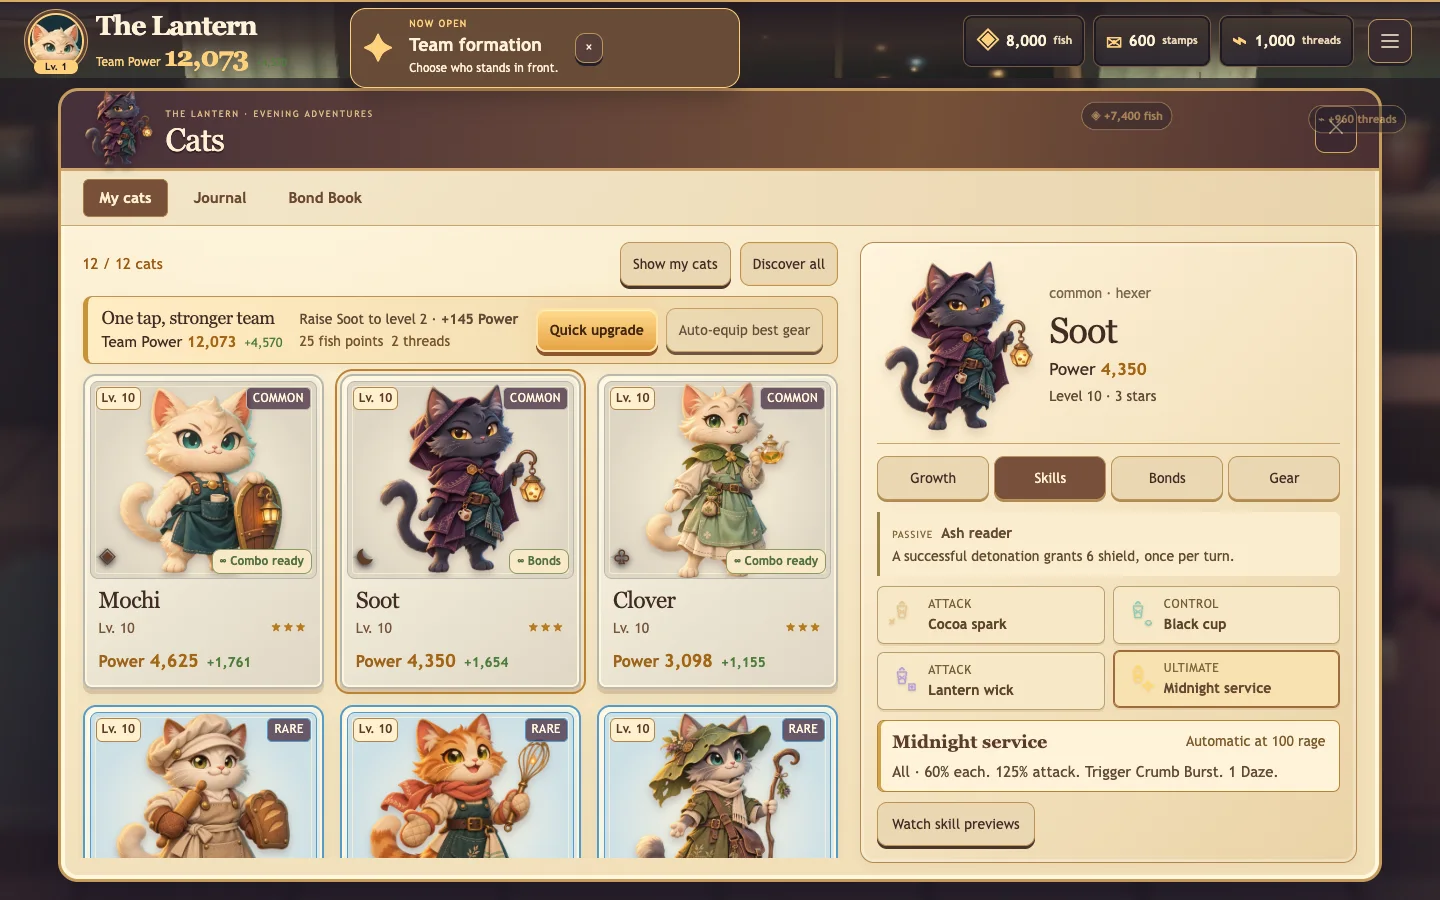 The Lantern
Team Power 12,073
Lv. 1
NOW OPEN
Team formation
Choose who stands in front.
×
8,000 fish
600 stamps
1,000 threads
THE LANTERN · EVENING ADVENTURES
Cats
+7,400 fish
+960 threads
My cats
Journal
Bond Book
12 / 12 cats
Show my cats
Discover all
One tap, stronger team
Team Power 12,073 +4,570
Raise Soot to level 2 · +145 Power
25 fish points 2 threads
Quick upgrade
Auto-equip best gear
Lv. 10
COMMON
∞ Combo ready
Mochi
Lv. 10
★★★
Power 4,625 +1,761
Lv. 10
COMMON
∞ Bonds
Soot
Lv. 10
★★★
Power 4,350 +1,654
Lv. 10
COMMON
∞ Combo ready
Clover
Lv. 10
★★★
Power 3,098 +1,155
Lv. 10
RARE
Lv. 10
RARE
Lv. 10
RARE
common · hexer
Soot
Power 4,350
Level 10 · 3 stars
Growth
Skills
Bonds
Gear
PASSIVE Ash reader
A successful detonation grants 6 shield, once per turn.
ATTACK
Cocoa spark
CONTROL
Black cup
ATTACK
Lantern wick
ULTIMATE
Midnight service
Midnight service
Automatic at 100 rage
All · 60% each. 125% attack. Trigger Crumb Burst. 1 Daze.
Watch skill previews